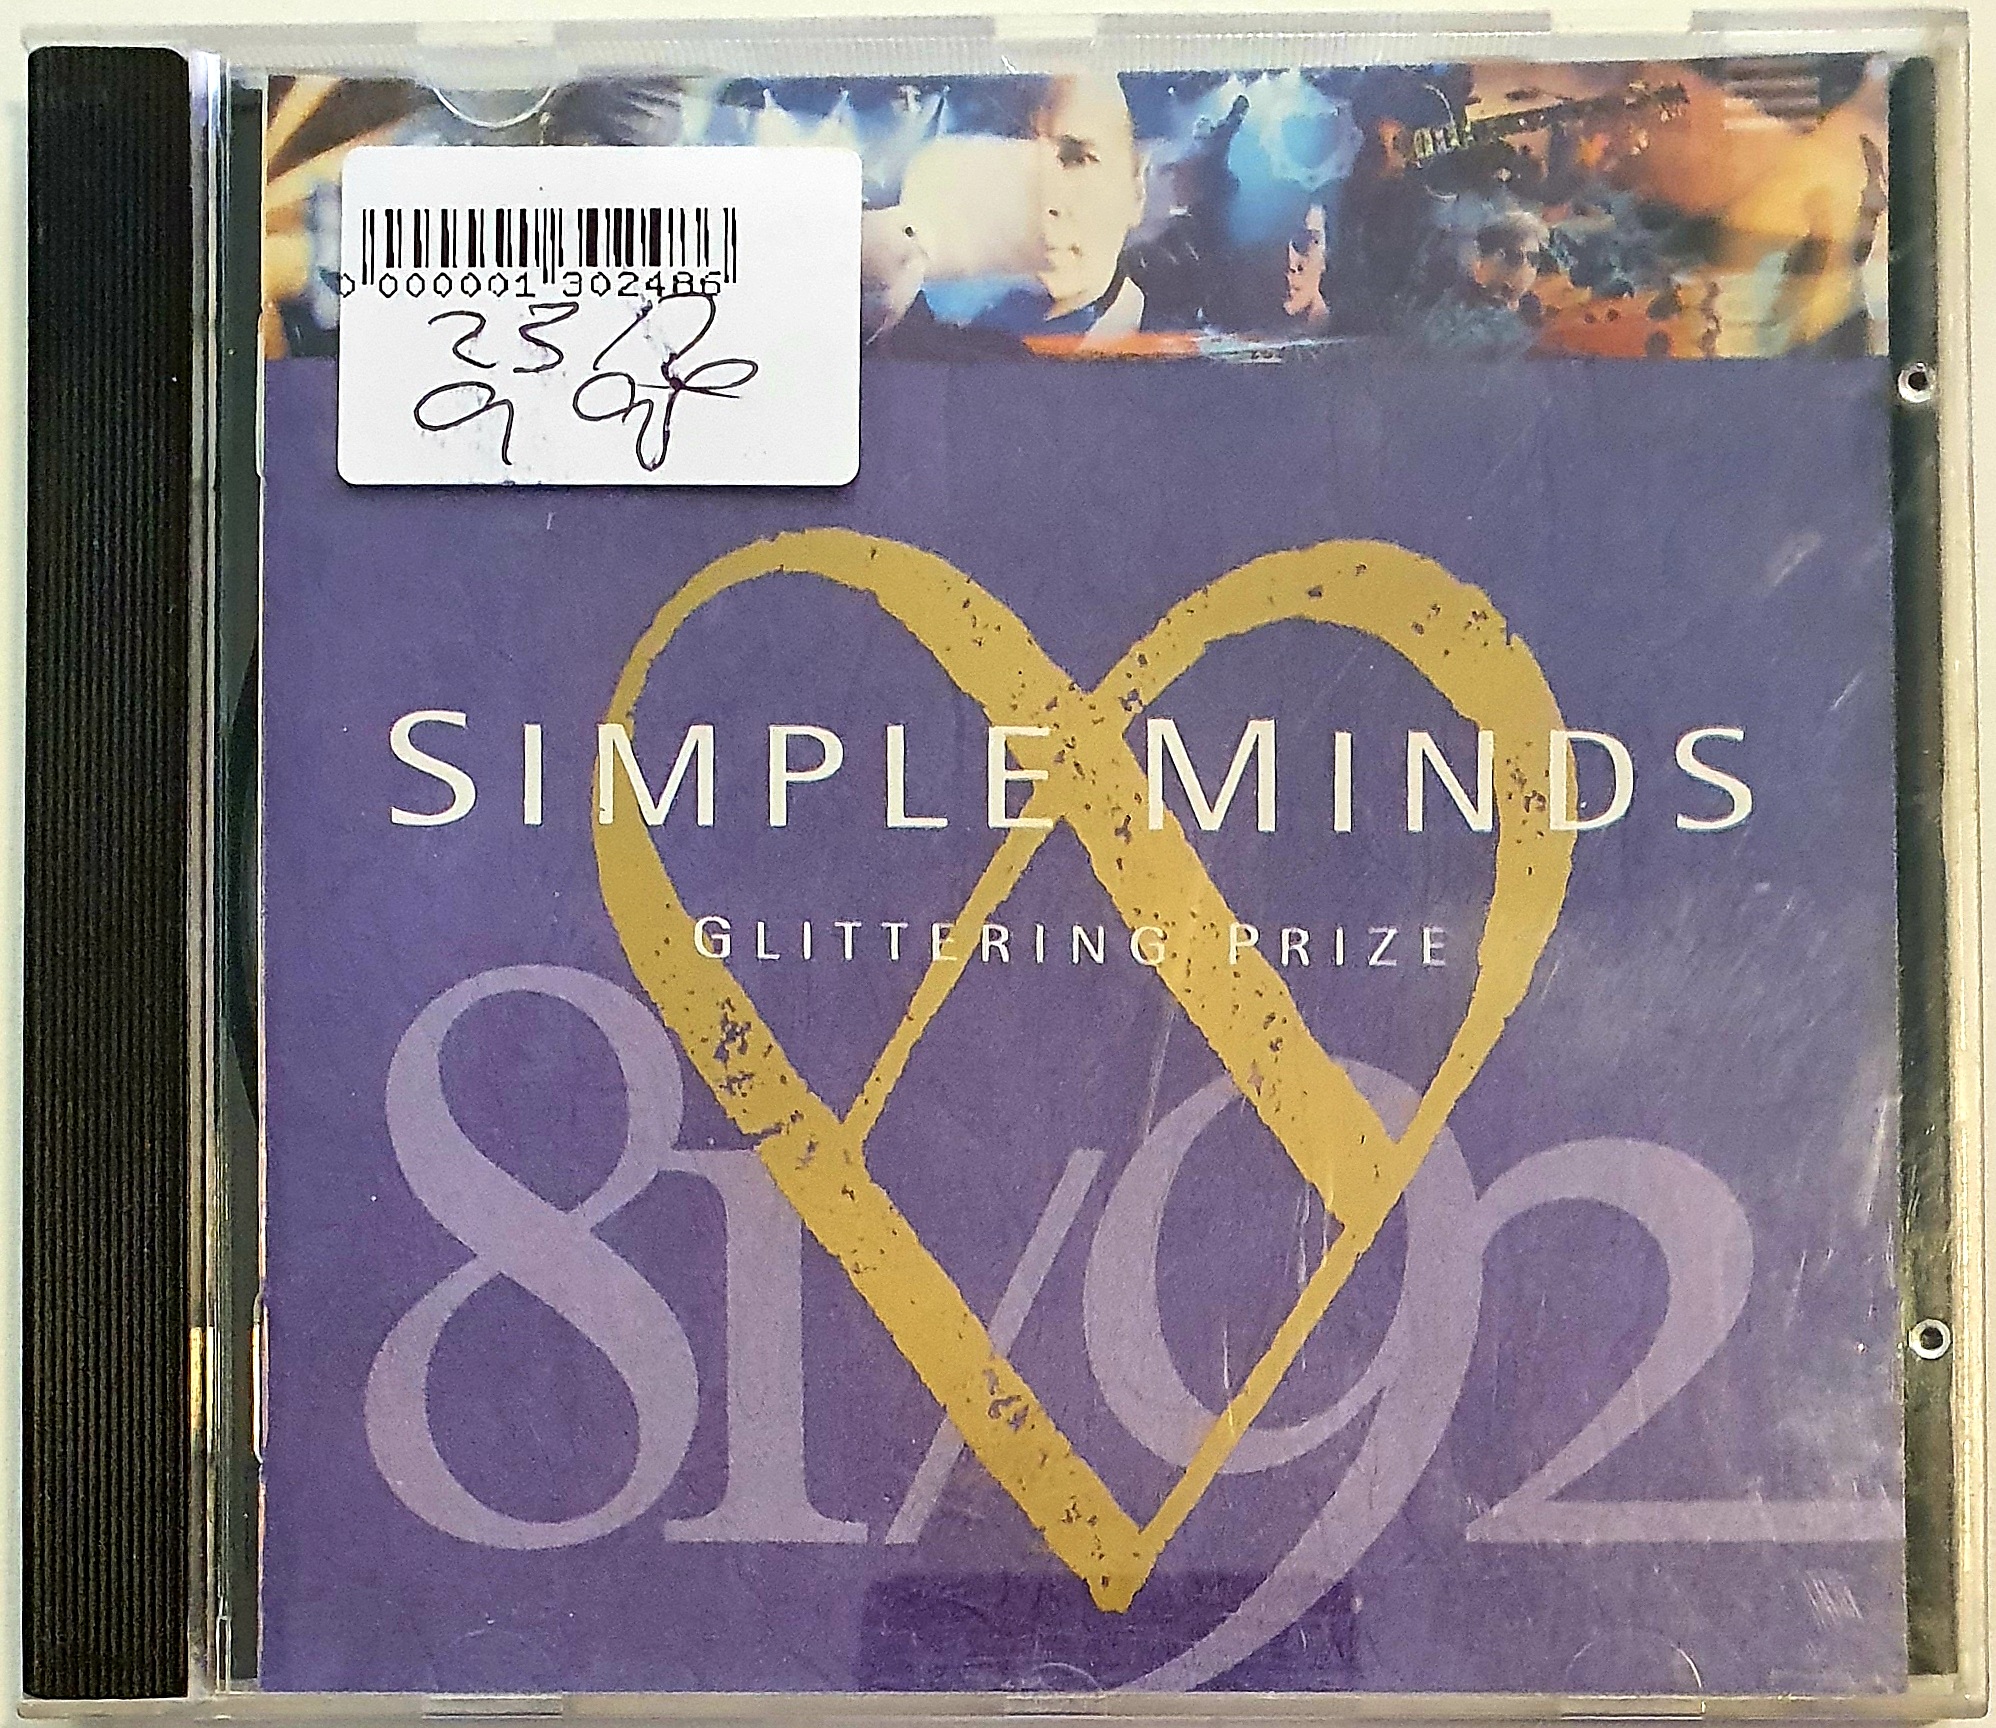 0 000001 302486
SIMPLE MINDS
GLITTERING PRIZE
81/92